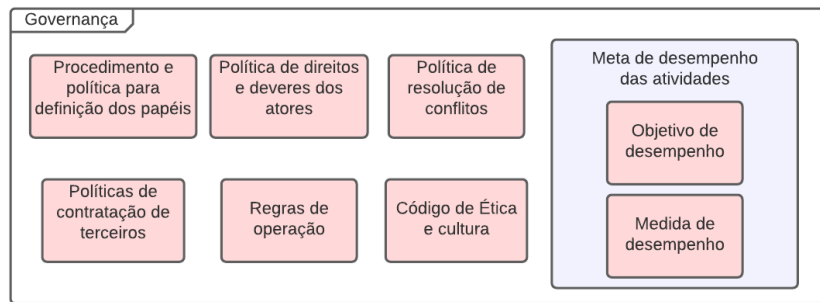 Governança
Procedimento e
política para
definição dos papéis
Política de direitos
e deveres dos
atores
Política de
resolução de
conflitos
Meta de desempenho
das atividades
Objetivo de
desempenho
Políticas de
contratação de
terceiros
Regras de
operação
Código de Ética
e cultura
Medida de
desempenho